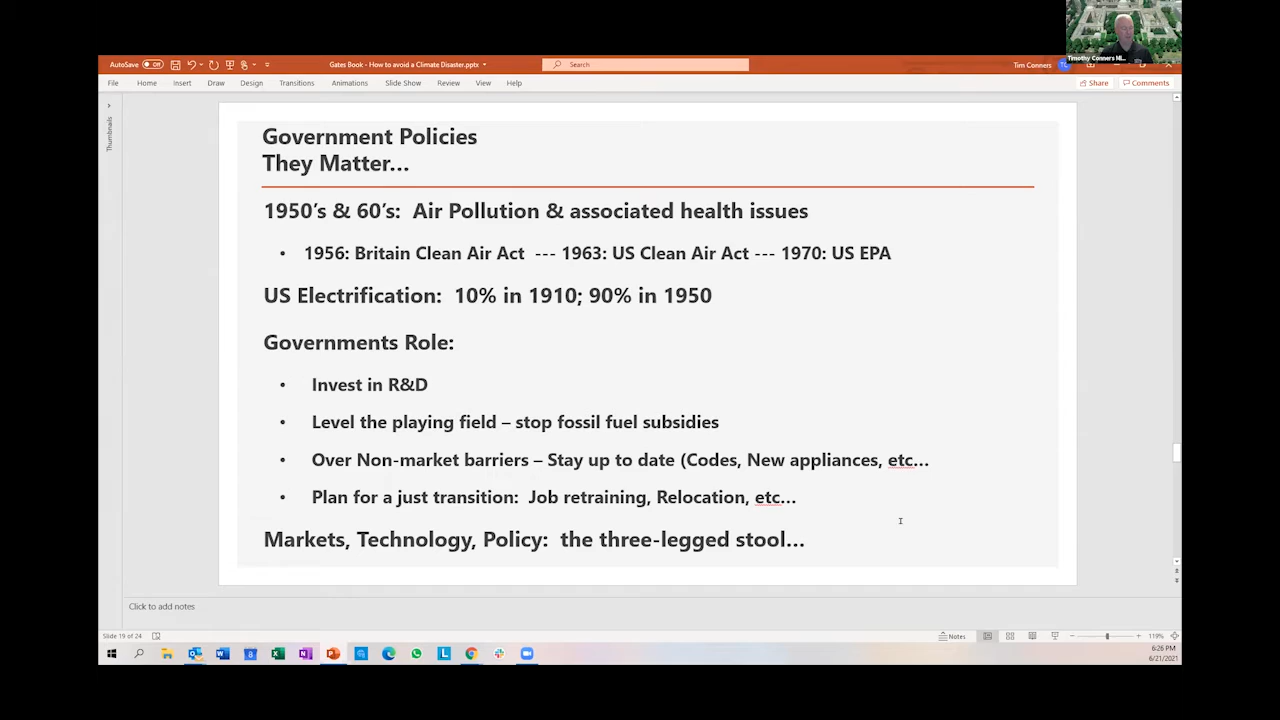 AutoSave Off
Gates Book - How to avoid a Climate Disaster.pptx
Search
Tim Conners
TC
Timothy Conners
File Home Insert Draw Design Transitions Animations Slide Show Review View Help
Share
Comments
Thumbnails
Government Policies
They Matter...
1950's & 60's: Air Pollution & associated health issues
• 1956: Britain Clean Air Act --- 1963: US Clean Air Act --- 1970: US EPA
US Electrification: 10% in 1910; 90% in 1950
Governments Role:
• Invest in R&D
• Level the playing field – stop fossil fuel subsidies
• Over Non-market barriers – Stay up to date (Codes, New appliances, etc...
• Plan for a just transition: Job retraining, Relocation, etc...
Markets, Technology, Policy: the three-legged stool...
Click to add notes
Slide 19 of 24
Notes
119%
6:26 PM
6/21/2021